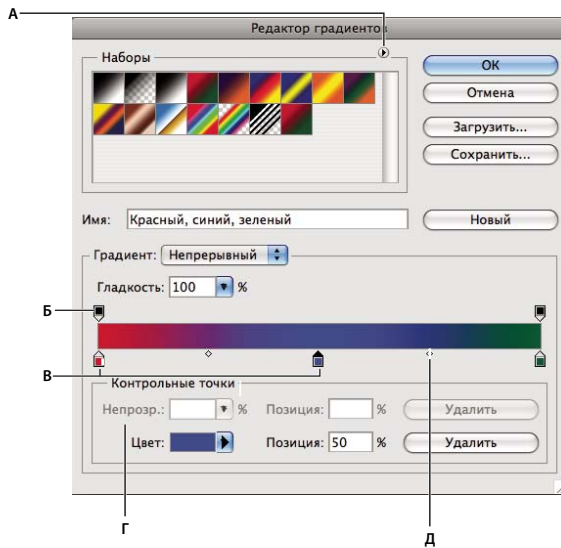 А
Редактор градиентов
Наборы
OK
Отмена
Загрузить...
Сохранить...
Имя: Красный, синий, зеленый Новый
Градиент: Непрерывный
Гладкость: 100 %
Б
В
Контрольные точки
Непрозр.: % Позиция: % Удалить
Цвет: Позиция: 50 % Удалить
Г Д